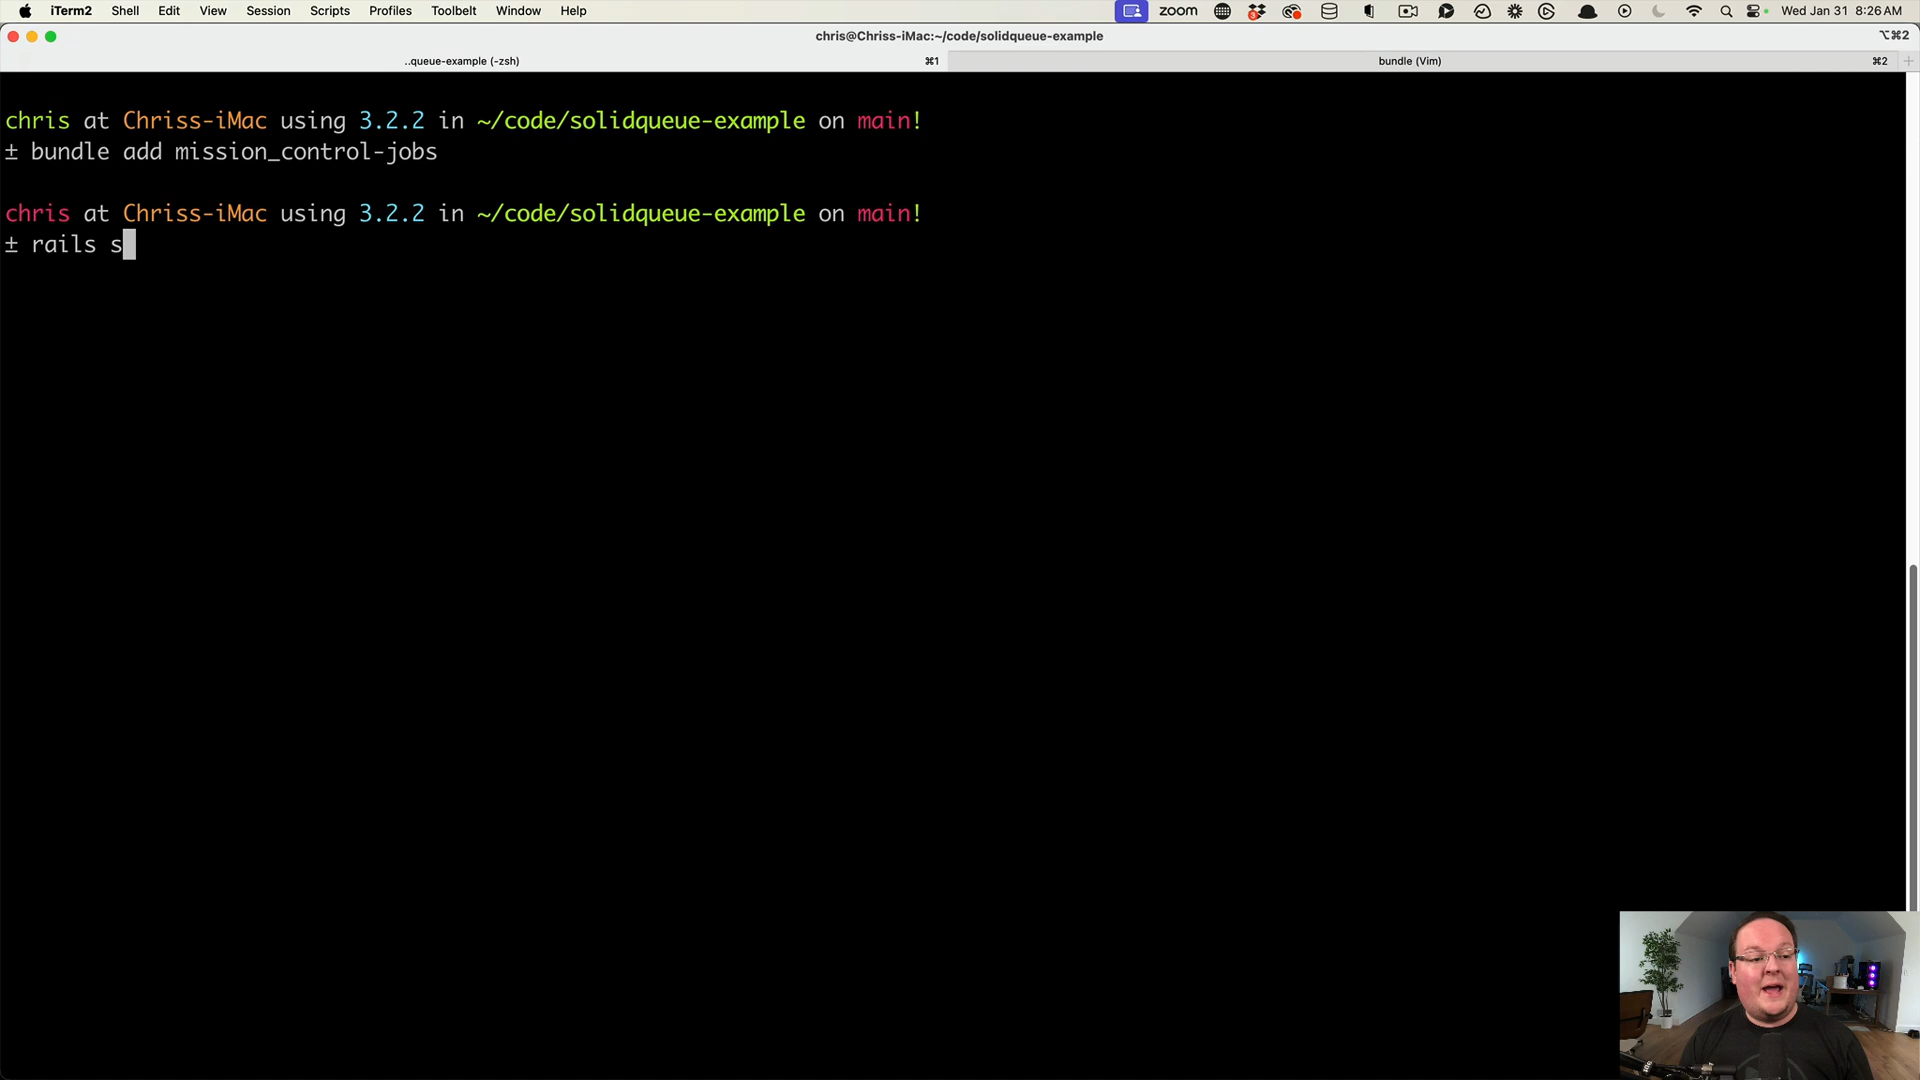 iTerm2 Shell Edit View Session Scripts Profiles Toolbelt Window Help zoom Wed Jan 31 8:26 AM
chris@Chriss-iMac:~/code/solidqueue-example ⌥⌘2
..queue-example (-zsh) ⌘1 bundle (Vim) ⌘2
chris at Chriss-iMac using 3.2.2 in ~/code/solidqueue-example on main!
± bundle add mission_control-jobs
chris at Chriss-iMac using 3.2.2 in ~/code/solidqueue-example on main!
± rails s